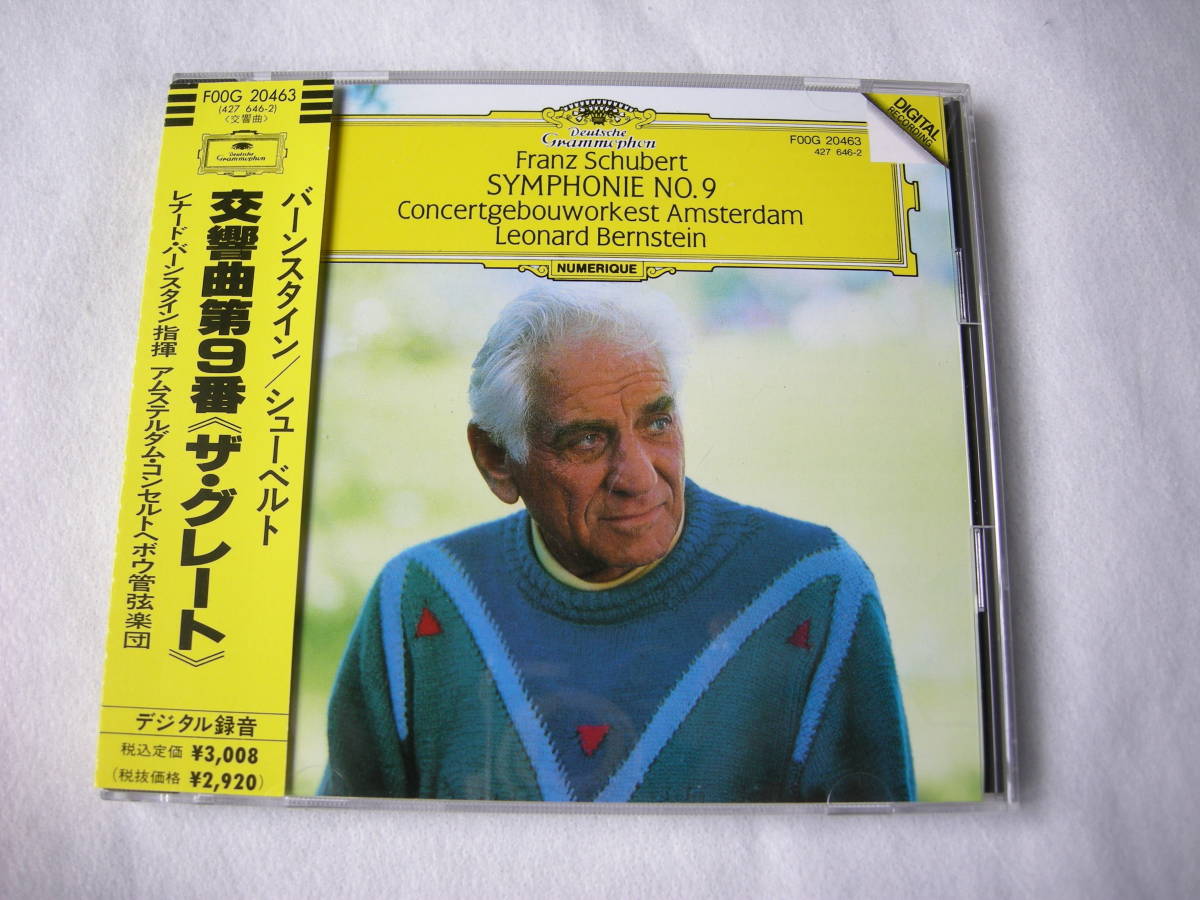 F00G 20463
(427 646-2)
〈交響曲〉
Deutsche
Grammophon
バーンスタイン／シューベルト
交響曲第9番《ザ・グレート》
レナード・バーンスタイン指揮 アムステルダム・コンセルトヘボウ管弦楽団
デジタル録音
税込定価 ¥3,008
(税抜価格 ¥2,920)
Deutsche
Grammophon
F00G 20463
427 646-2
DIGITAL
RECORDING
Franz Schubert
SYMPHONIE NO. 9
Concertgebouworkest Amsterdam
Leonard Bernstein
NUMERIQUE